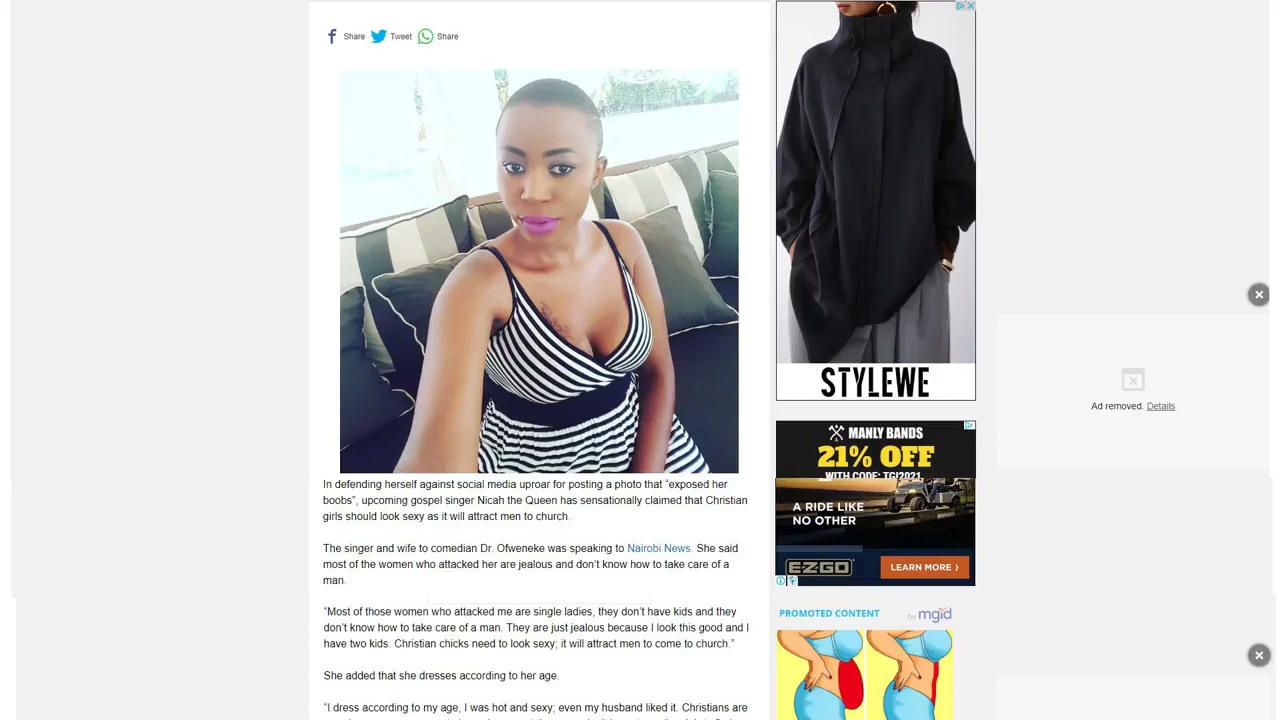 Share
Tweet
Share
In defending herself against social media uproar for posting a photo that “exposed her
boobs”, upcoming gospel singer Nicah the Queen has sensationally claimed that Christian
girls should look sexy as it will attract men to church.
The singer and wife to comedian Dr. Ofweneke was speaking to Nairobi News. She said
most of the women who attacked her are jealous and don’t know how to take care of a
man.
“Most of those women who attacked me are single ladies, they don’t have kids and they
don’t know how to take care of a man. They are just jealous because I look this good and I
have two kids. Christian chicks need to look sexy; it will attract men to come to church.”
She added that she dresses according to her age.
“I dress according to my age, I was hot and sexy; even my husband liked it. Christians are
STYLEWE
MANLY BANDS
21% OFF
WITH CODE: TGI2021
A RIDE LIKE
NO OTHER
EZGO
LEARN MORE
PROMOTED CONTENT
by mgid
Ad removed. Details